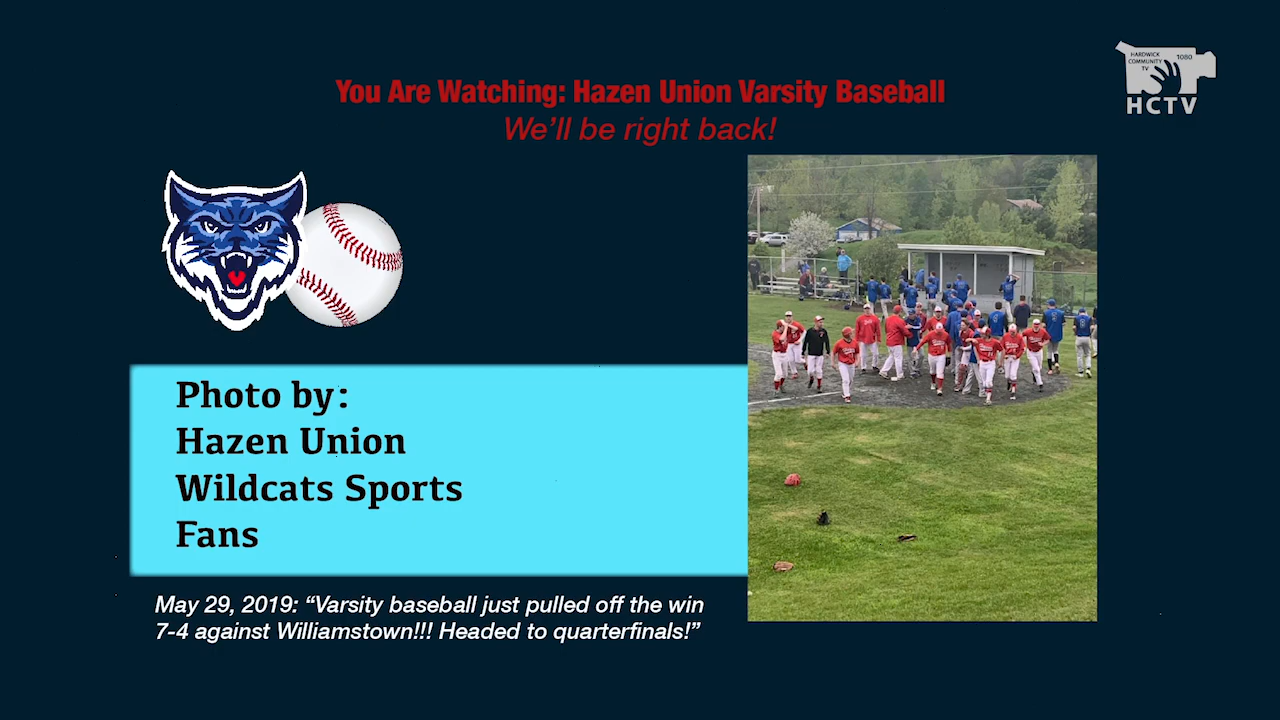 HARDWICK
COMMUNITY
TV
1080
HCTV
You Are Watching: Hazen Union Varsity Baseball
We'll be right back!
Photo by:
Hazen Union
Wildcats Sports
Fans
May 29, 2019: “Varsity baseball just pulled off the win
7-4 against Williamstown!!! Headed to quarterfinals!”